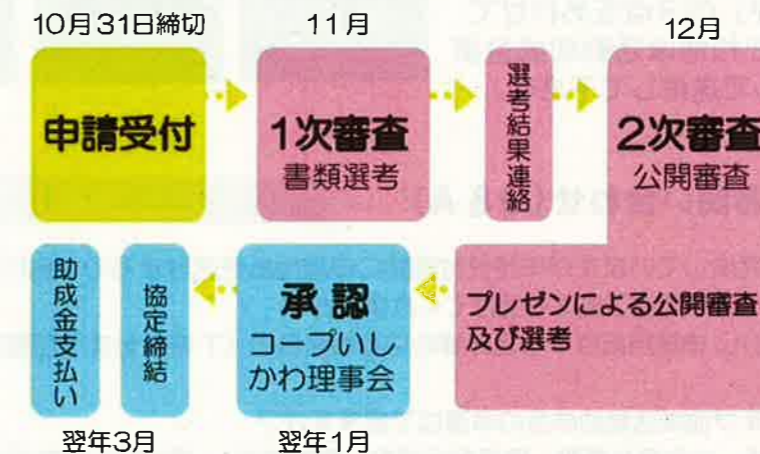 10月31日締切
申請受付
11月
1次審査
書類選考
選考結果連絡
12月
2次審査
公開審査
プレゼンによる公開審査
及び選考
承認
コープいし
かわ理事会
翌年1月
協定締結
助成金支払い
翌年3月